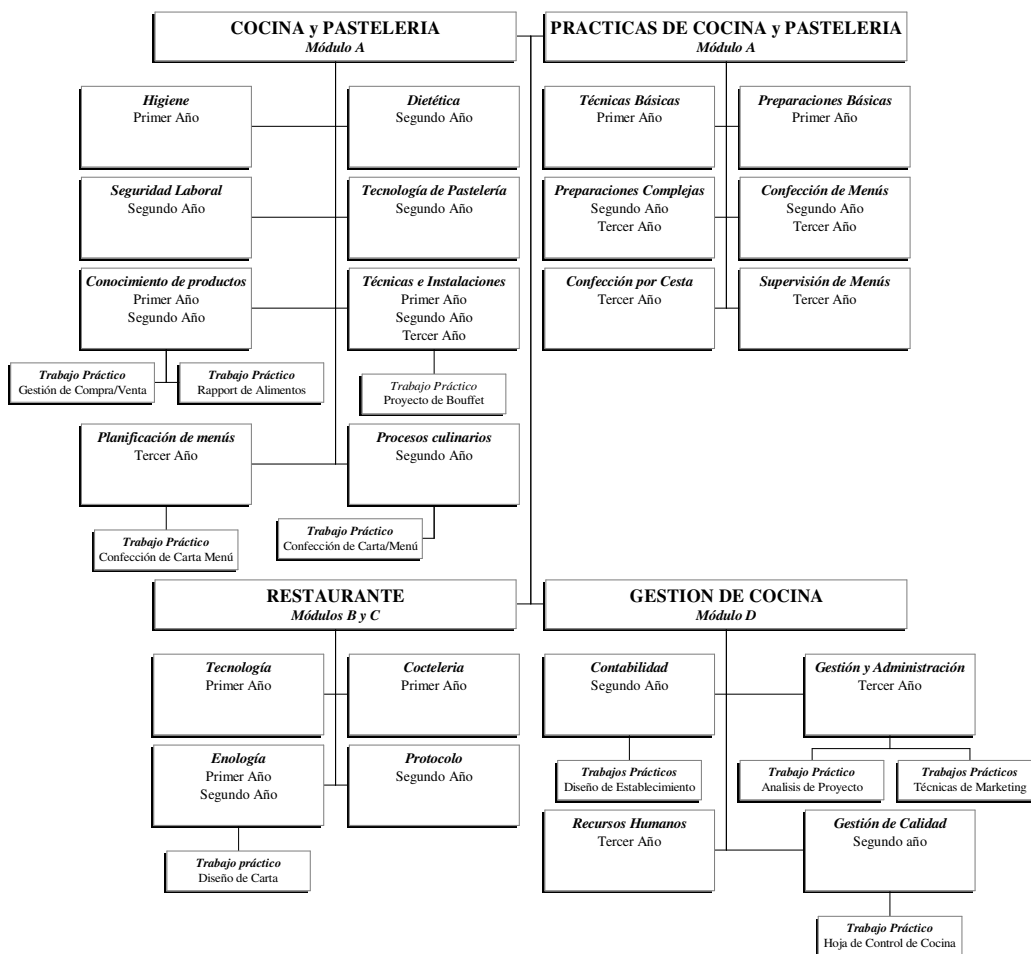 COCINA y PASTELERIA
Módulo A
PRACTICAS DE COCINA y PASTELERIA
Módulo A
Higiene
Primer Año
Dietética
Segundo Año
Técnicas Básicas
Primer Año
Preparaciones Básicas
Primer Año
Seguridad Laboral
Segundo Año
Tecnología de Pastelería
Segundo Año
Preparaciones Complejas
Segundo Año
Tercer Año
Confección de Menús
Segundo Año
Tercer Año
Conocimiento de productos
Primer Año
Segundo Año
Técnicas e Instalaciones
Primer Año
Segundo Año
Tercer Año
Confección por Cesta
Tercer Año
Supervisión de Menús
Tercer Año
Trabajo Práctico
Gestión de Compra/Venta
Trabajo Práctico
Rapport de Alimentos
Trabajo Práctico
Proyecto de Bouffet
Planificación de menús
Tercer Año
Procesos culinarios
Segundo Año
Trabajo Práctico
Confección de Carta Menú
Trabajo Práctico
Confección de Carta/Menú
RESTAURANTE
Módulos B y C
GESTION DE COCINA
Módulo D
Tecnología
Primer Año
Cocteleria
Primer Año
Contabilidad
Segundo Año
Gestión y Administración
Tercer Año
Enología
Primer Año
Segundo Año
Protocolo
Segundo Año
Trabajos Prácticos
Diseño de Establecimiento
Trabajo Práctico
Analisis de Proyecto
Trabajos Prácticos
Técnicas de Marketing
Recursos Humanos
Tercer Año
Gestión de Calidad
Segundo año
Trabajo práctico
Diseño de Carta
Trabajo Práctico
Hoja de Control de Cocina